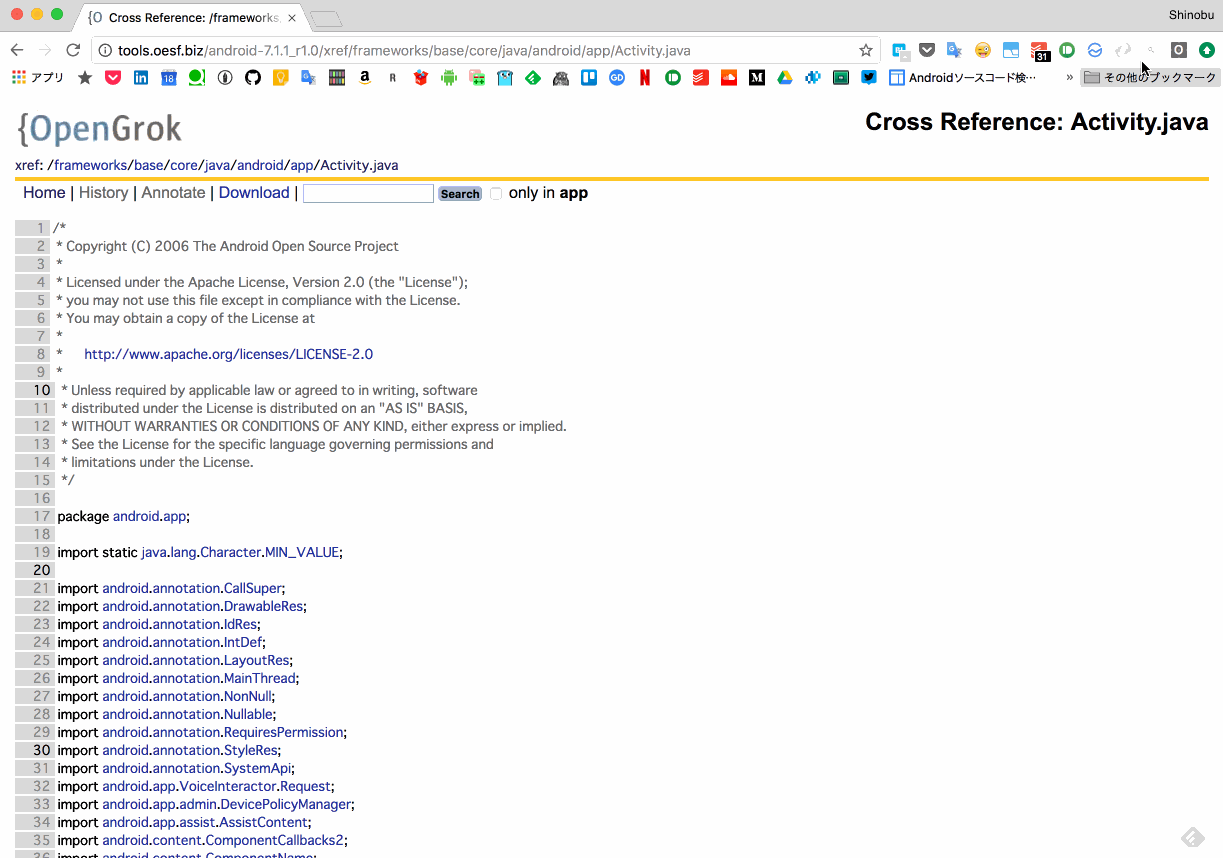 {O Cross Reference: /frameworks
Shinobu
tools.oesf.biz/android-7.1.1_r1.0/xref/frameworks/base/core/java/android/app/Activity.java
31
アプリ
18
a
R
GD
N
M
Androidソースコード検…
»
その他のブックマーク
{OpenGrok
Cross Reference: Activity.java
xref: /frameworks/base/core/java/android/app/Activity.java
Home | History | Annotate | Download | Search only in app
1 /*
2 * Copyright (C) 2006 The Android Open Source Project
3 *
4 * Licensed under the Apache License, Version 2.0 (the "License");
5 * you may not use this file except in compliance with the License.
6 * You may obtain a copy of the License at
7 *
8 * http://www.apache.org/licenses/LICENSE-2.0
9 *
10 * Unless required by applicable law or agreed to in writing, software
11 * distributed under the License is distributed on an "AS IS" BASIS,
12 * WITHOUT WARRANTIES OR CONDITIONS OF ANY KIND, either express or implied.
13 * See the License for the specific language governing permissions and
14 * limitations under the License.
15 */
16
17 package android.app;
18
19 import static java.lang.Character.MIN_VALUE;
20
21 import android.annotation.CallSuper;
22 import android.annotation.DrawableRes;
23 import android.annotation.IdRes;
24 import android.annotation.IntDef;
25 import android.annotation.LayoutRes;
26 import android.annotation.MainThread;
27 import android.annotation.NonNull;
28 import android.annotation.Nullable;
29 import android.annotation.RequiresPermission;
30 import android.annotation.StyleRes;
31 import android.annotation.SystemApi;
32 import android.app.VoiceInteractor.Request;
33 import android.app.admin.DevicePolicyManager;
34 import android.app.assist.AssistContent;
35 import android.content.ComponentCallbacks2;
36 import android.content.ComponentName;